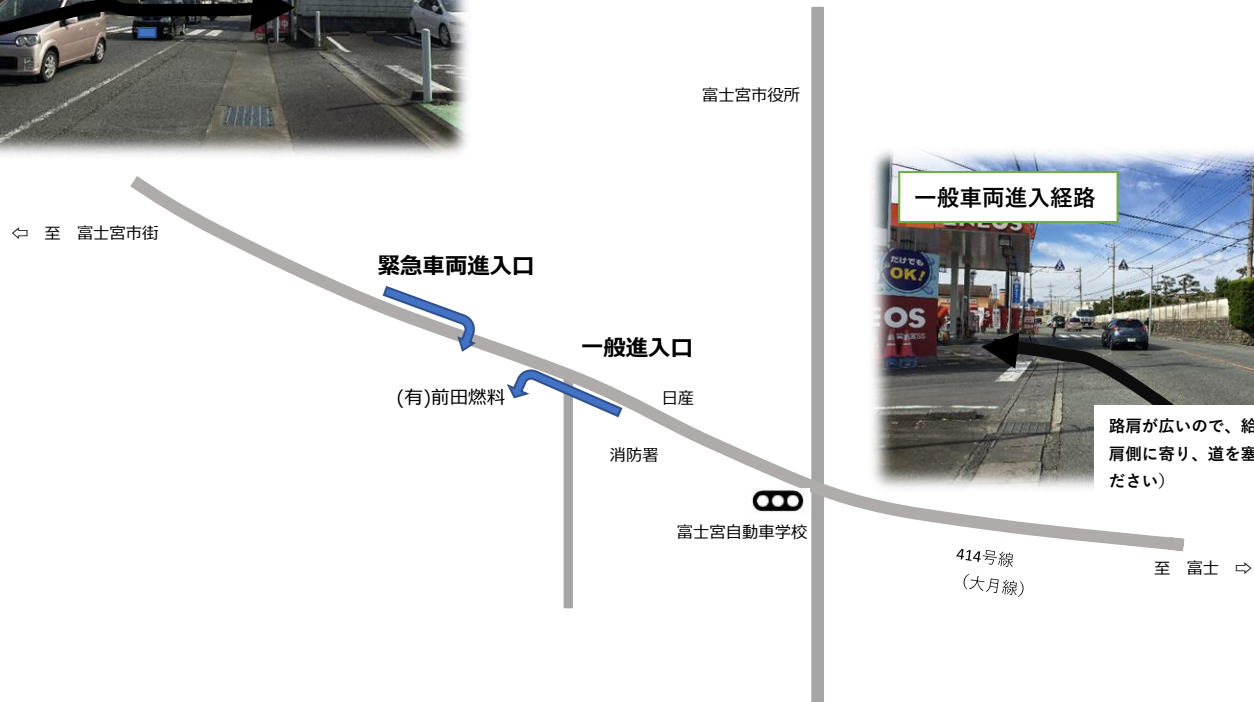 富士宮市役所
一般車両進入経路
ENEOS
だけでも
OK!
EOS
⇦ 至 富士宮市街
緊急車両進入口
一般進入口
(有)前田燃料
日産
消防署
路肩が広いので、給
肩側に寄り、道を塞
ださい）
富士宮自動車学校
414号線
（大月線）
至 富士 ⇨